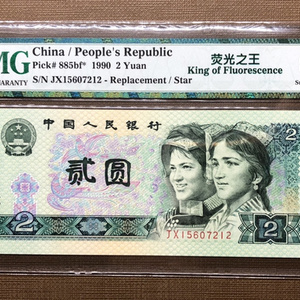 MG
GUARANTY
China / People's Republic
Pick# 885bf* 1990 2 Yuan
S/N JX15607212 - Replacement / Star
荧光之王
King of Fluorescence
中国人民银行
贰圆
2
2
2
JX15607212